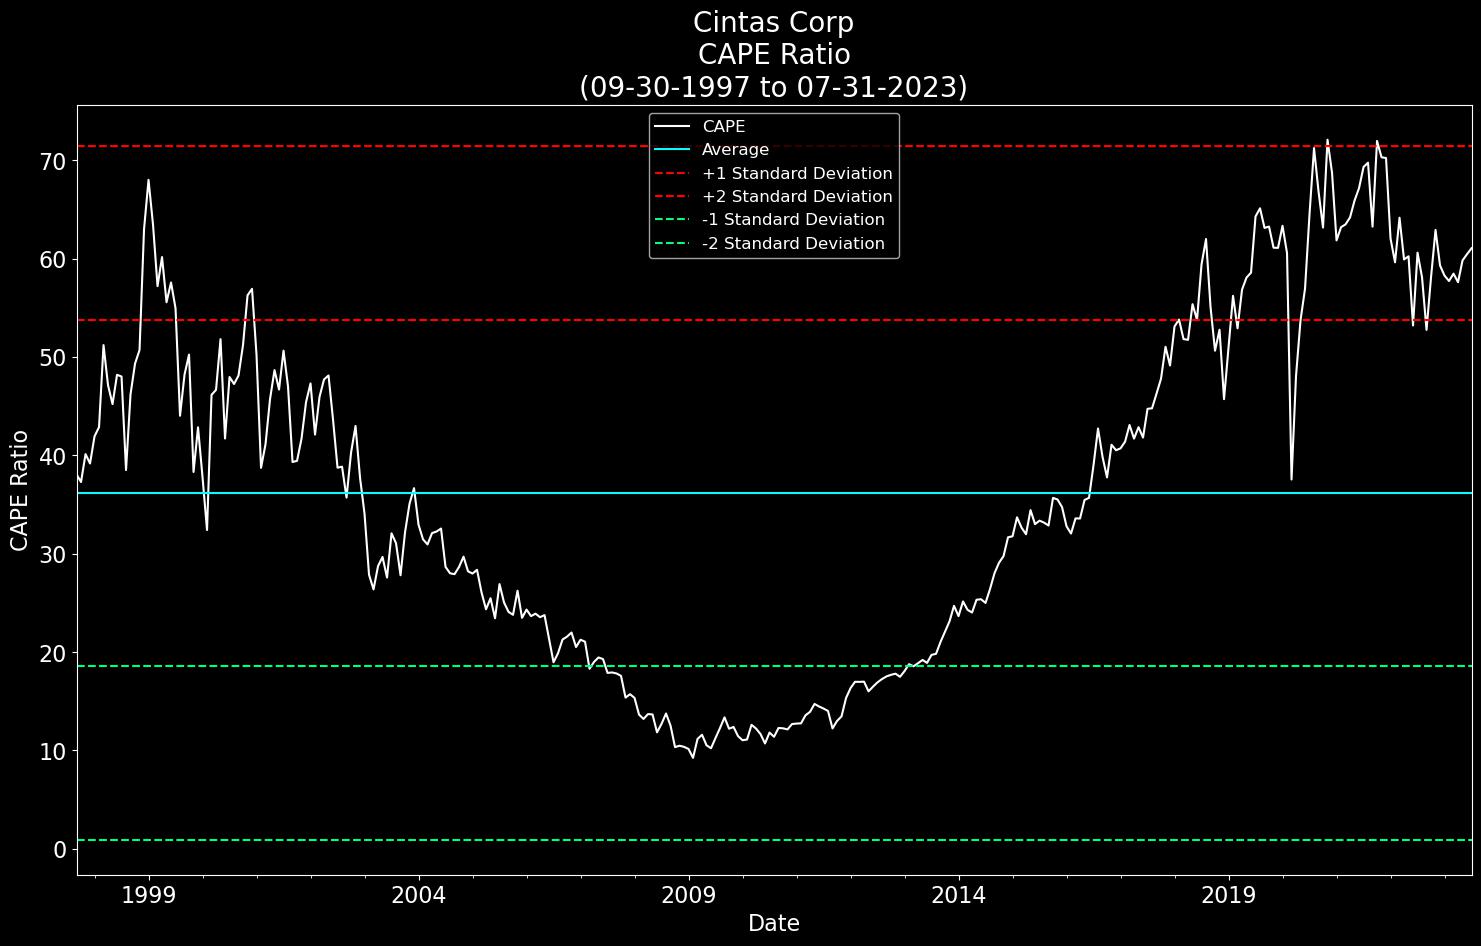 Cintas Corp
CAPE Ratio
(09-30-1997 to 07-31-2023)
CAPE
Average
+1 Standard Deviation
+2 Standard Deviation
-1 Standard Deviation
-2 Standard Deviation
CAPE Ratio
70
60
50
40
30
20
10
0
1999 2004 2009 2014 2019
Date